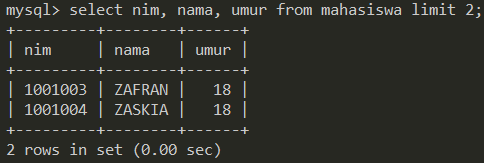 mysql> select nim, nama, umur from mahasiswa limit 2;
+---------+--------+------+
| nim     | nama   | umur |
+---------+--------+------+
| 1001003 | ZAFRAN |   18 |
| 1001004 | ZASKIA |   18 |
+---------+--------+------+
2 rows in set (0.00 sec)